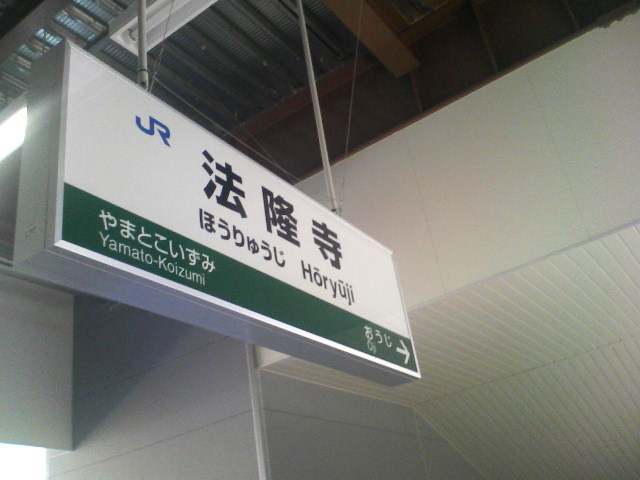 JR
法隆寺
ほうりゅうじ Hōryūji
やまとこいずみ
Yamato-Koizumi
おうじ
Ōji
→